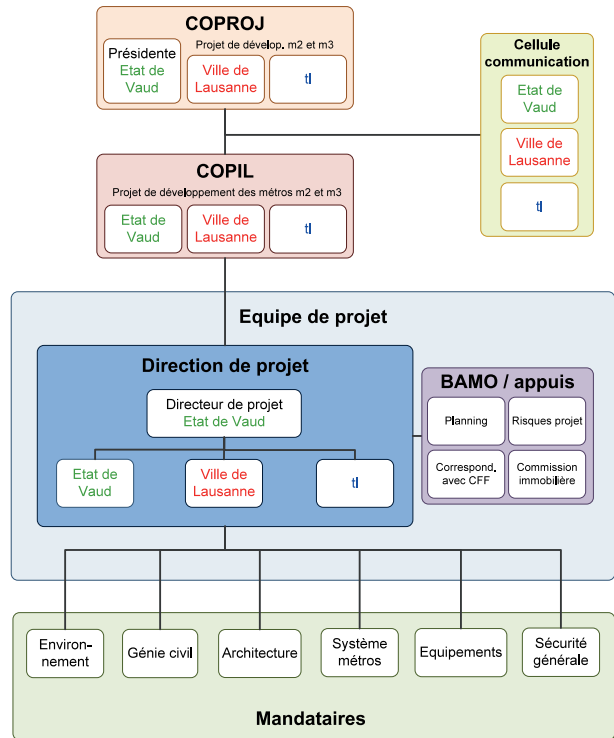 COPROJ
Projet de dévelop. m2 et m3
Présidente
Etat de
Vaud
Ville de
Lausanne
tl
Cellule
communication
Etat de
Vaud
Ville de
Lausanne
tl
COPIL
Projet de développement des métros m2 et m3
Etat de
Vaud
Ville de
Lausanne
tl
Equipe de projet
Direction de projet
Directeur de projet
Etat de Vaud
Etat de
Vaud
Ville de
Lausanne
tl
BAMO / appuis
Planning
Risques projet
Correspond.
avec CFF
Commission
immobilière
Environ-
nement
Génie civil
Architecture
Système
métros
Equipements
Sécurité
générale
Mandataires